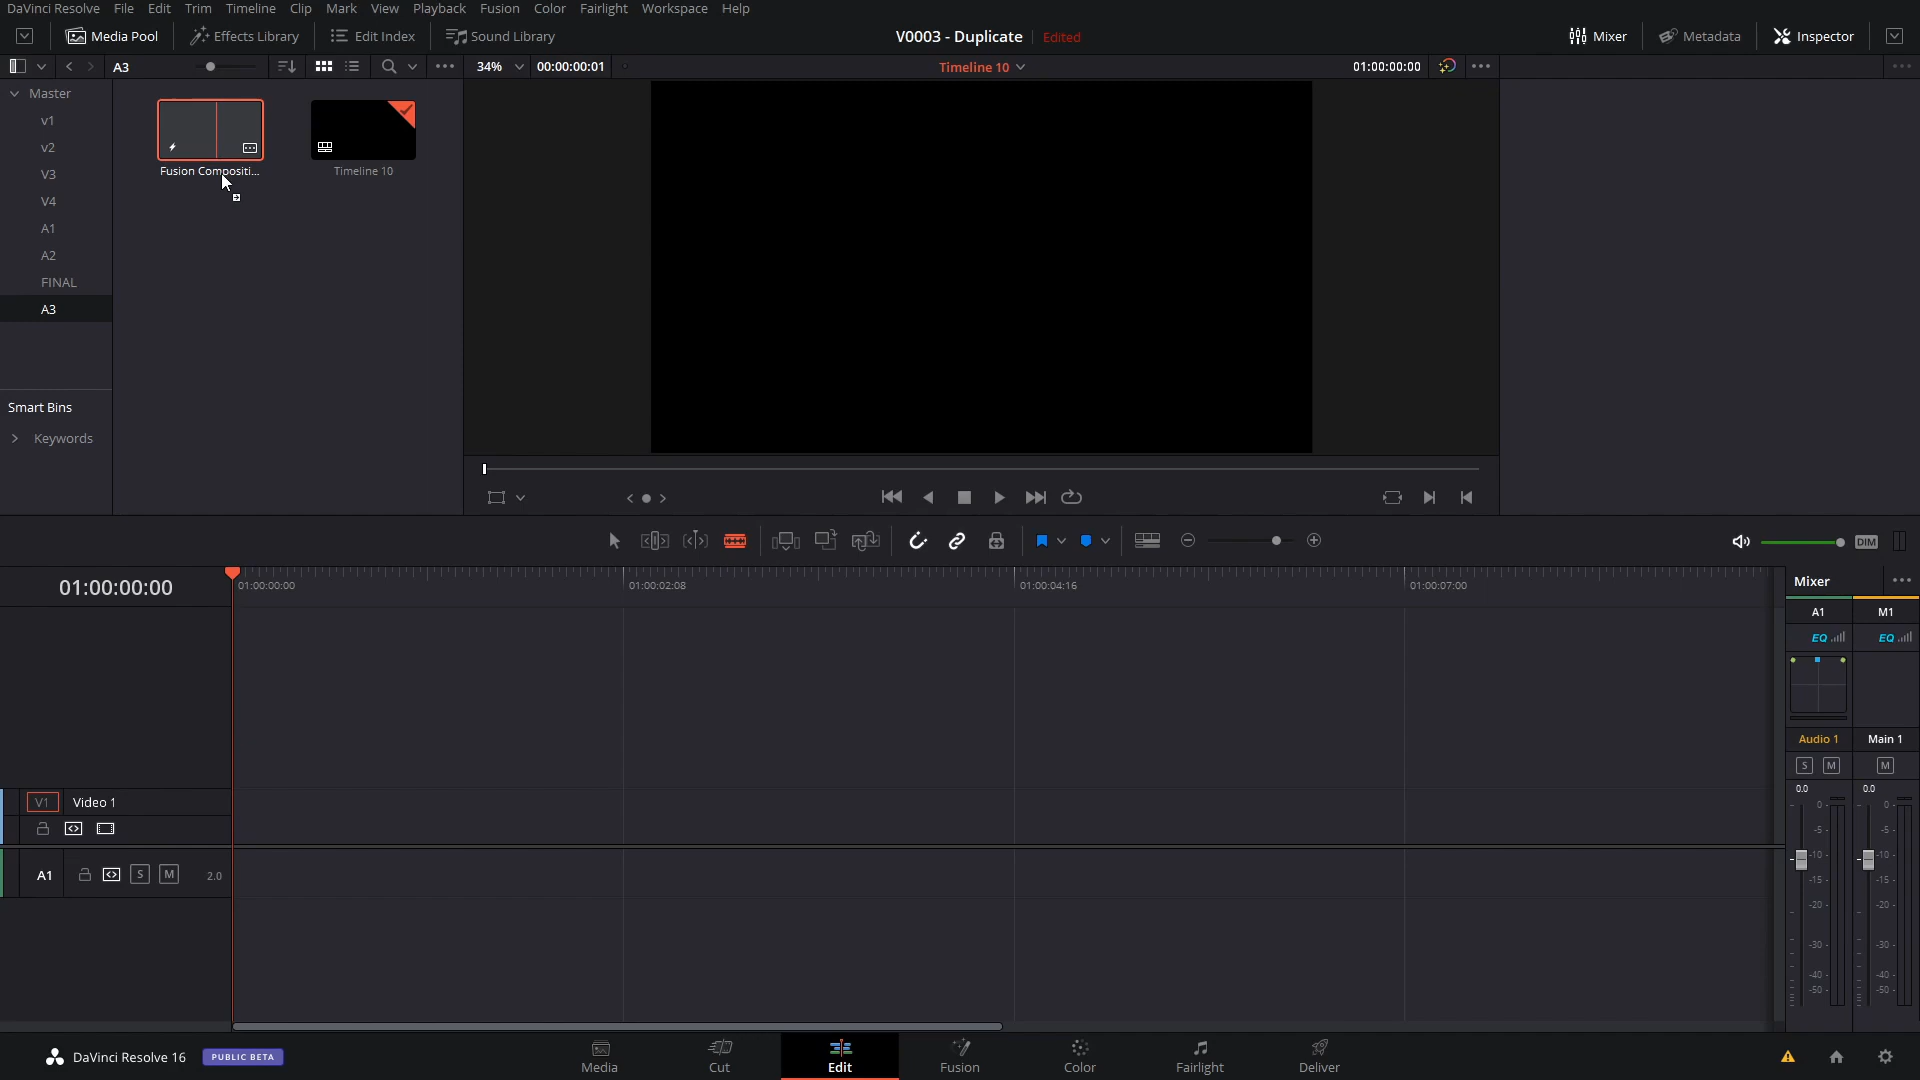 DaVinci Resolve File Edit Trim Timeline Clip Mark View Playback Fusion Color Fairlight Workspace Help
Media Pool Effects Library Edit Index Sound Library V0003 - Duplicate Edited Mixer Metadata Inspector
A3 34% 00:00:00:01 Timeline 10 01:00:00:00
Master
v1
v2
V3
V4
A1
A2
FINAL
A3
Fusion Compositi... Timeline 10
Smart Bins
Keywords
DIM
01:00:00:00 01:00:00:00 01:00:02:08 01:00:04:16 01:00:07:00
Mixer
A1 M1
EQ EQ
V1 Video 1
A1 S M 2.0
Audio 1 Main 1
S M M
0.0 0.0
0- 0-
-5- -5-
-10- -10-
-15- -15-
-20- -20-
-30- -30-
-40- -40-
-50- -50-
DaVinci Resolve 16 PUBLIC BETA Media Cut Edit Fusion Color Fairlight Deliver